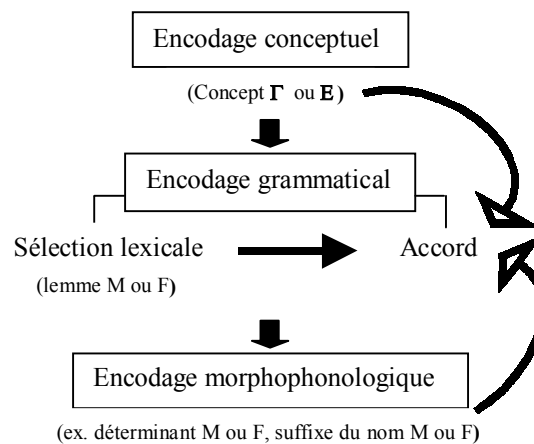 Encodage conceptuel
(Concept Γ ou E)
Encodage grammatical
Sélection lexicale Accord
(lemme M ou F)
Encodage morphophonologique
(ex. déterminant M ou F, suffixe du nom M ou F)